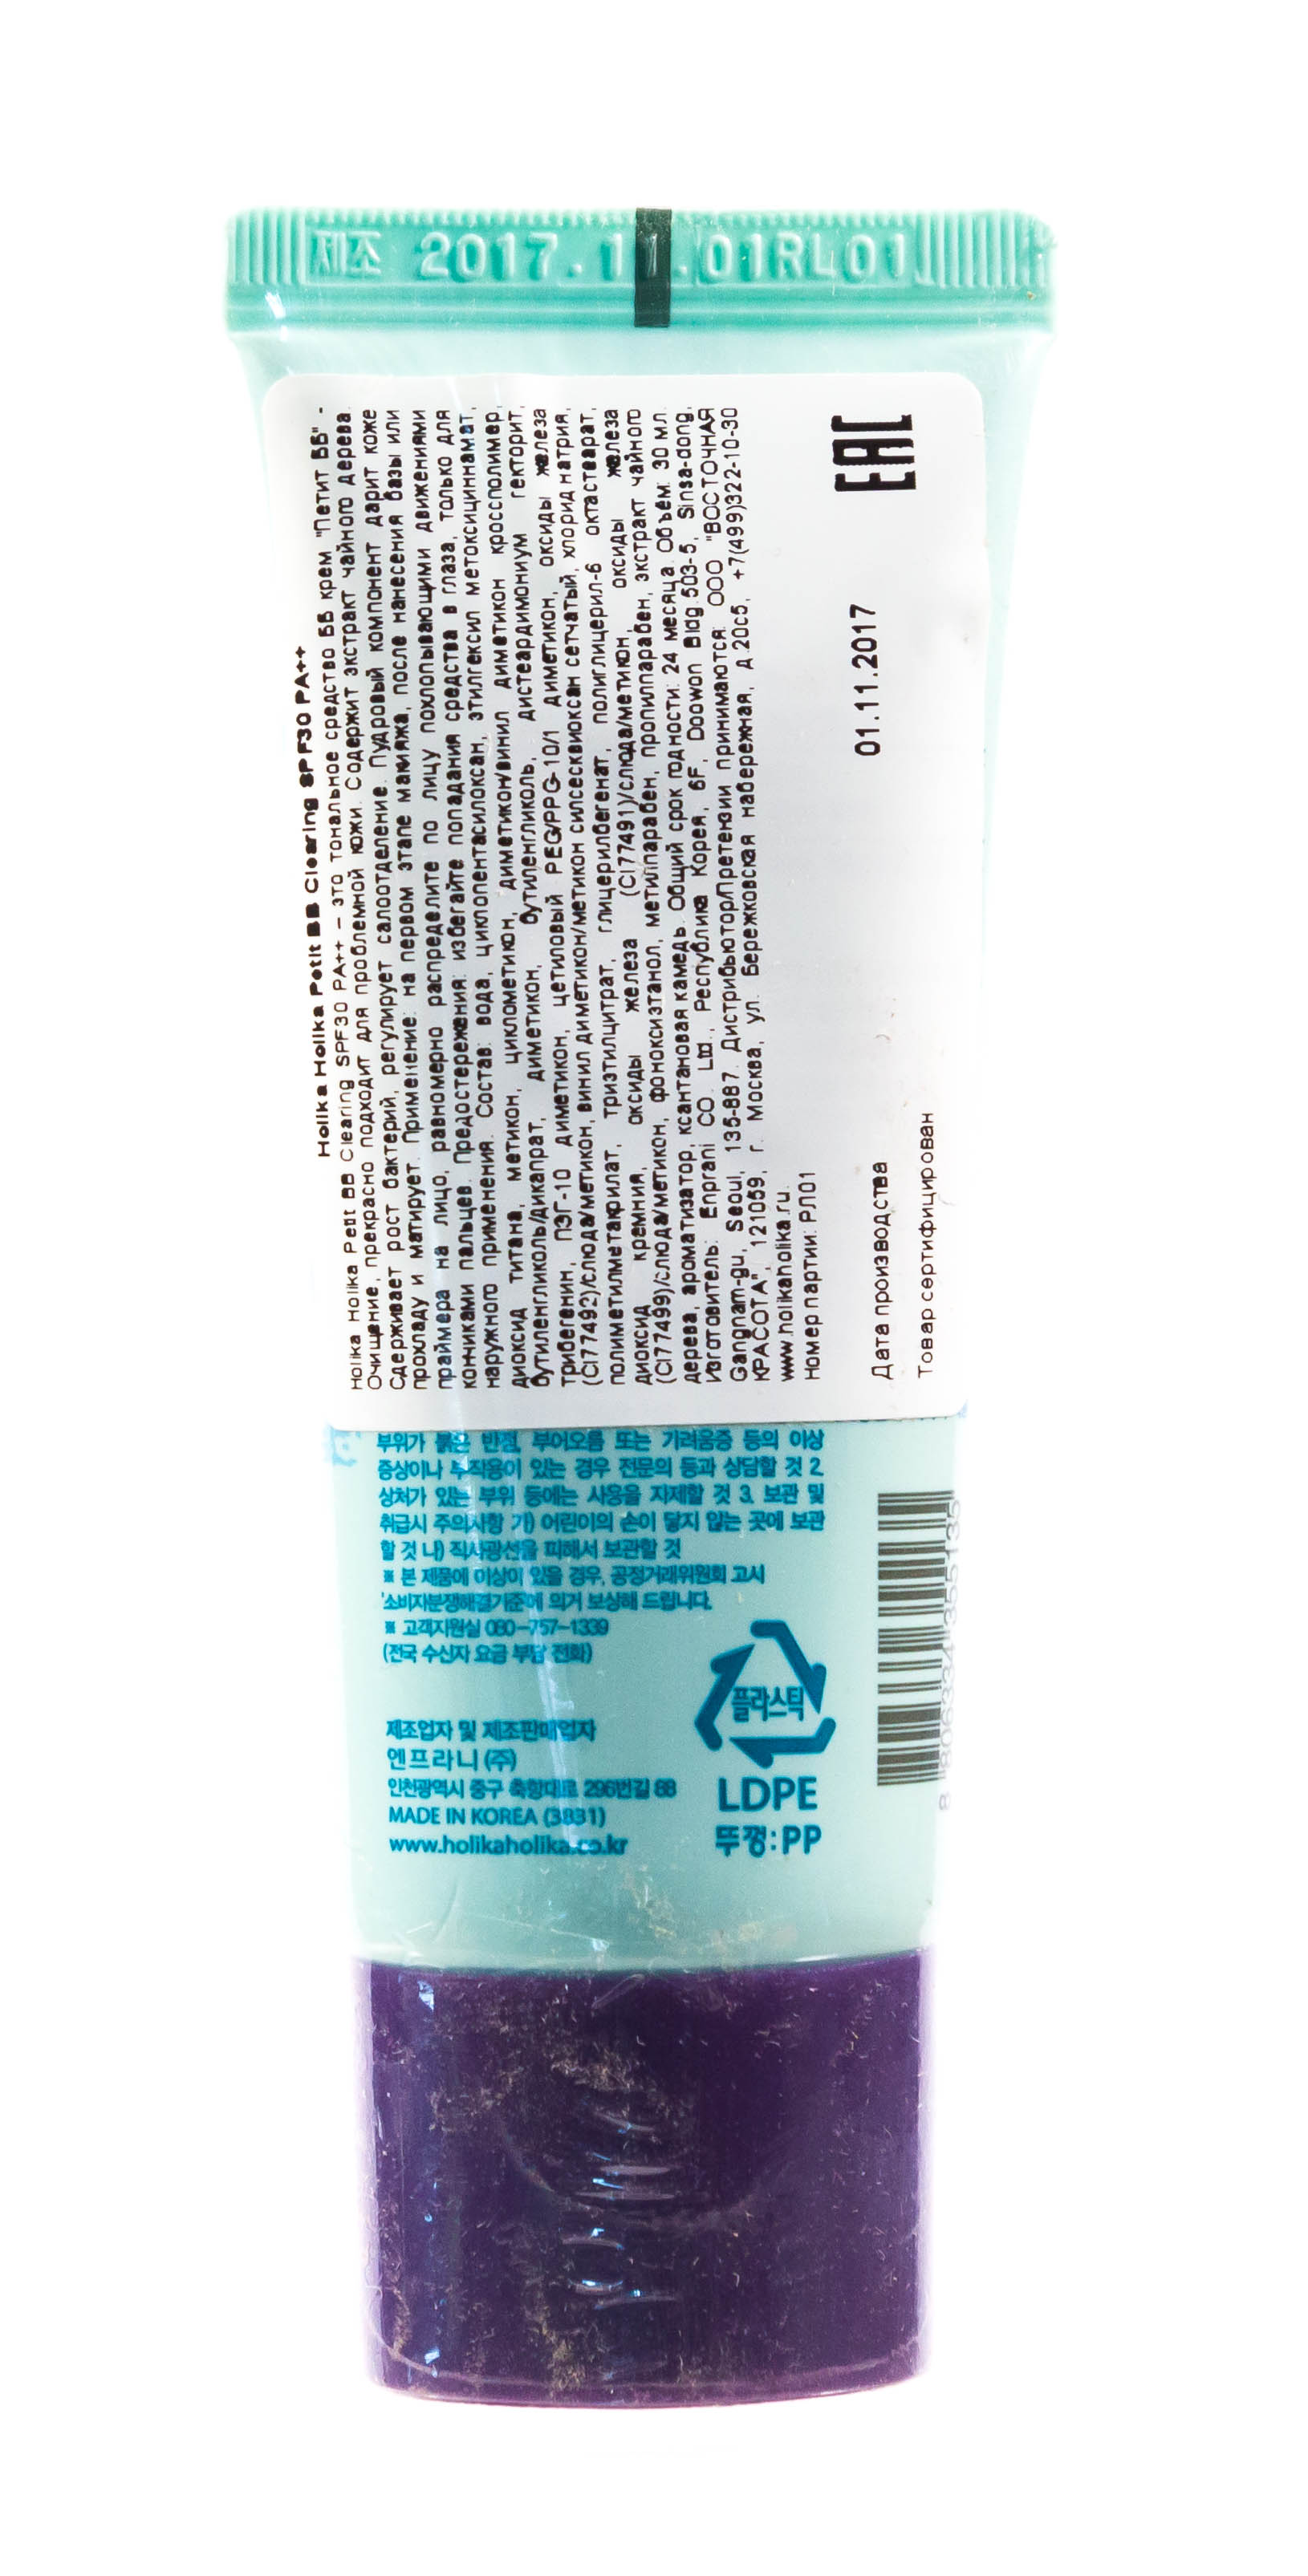 제조 2017.11.01RL01
Holika Holika Petit BB Clearing SPF30 PA++
Holika Holika Petit BB Clearing SPF30 PA++ – это тональное средство ББ крем "Петит ББ" -
Очищение, прекрасно подходит для проблемной кожи. Содержит экстракт чайного дерева.
Сдерживает рост бактерий, регулирует салоотделение. Пудровый компонент дарит коже
прохладу и матирует. Применение: на первом этапе макияжа, после нанесения базы или
праймера на лицо, равномерно распределите по лицу похлопывающими движениями
кончиками пальцев. Предостережения: избегайте попадания средства в глаза, только для
наружного применения. Состав: вода, циклопентасилоксан, этилгексил метоксициннамат,
диоксид титана, метикон, циклометикон, диметикон/винил диметикон кроссполимер,
бутиленгликоль/дикапрат, диметикон, бутиленгликоль, дистеардимониум гекторит,
трибегенин, ПЭГ-10 диметикон, цетиловый PEG/PPG-10/1 диметикон, оксиды железа
(CI77492)/слюда/метикон, винил диметикон/метикон силсесквиоксан сетчатый, хлорид натрия,
полиметилметакрилат, триэтилцитрат, глицерилбегенат, полиглицерил-6 октастеарат,
диоксид кремния, оксиды железа (CI77491)/слюда/метикон, оксиды железа
(CI77499)/слюда/метикон, феноксиэтанол, метилпарабен, пропилпарабен, экстракт чайного
дерева, ароматизатор, ксантановая камедь. Общий срок годности: 24 месяца. Объём: 30 мл.
Изготовитель: Enprani CO. Ltd., Республика Корея, 6F, Doowon Bldg.503-5, Sinsa-dong,
Gangnam-gu, Seoul, 135-887. Дистрибьютор/Претензии принимаются: ООО "ВОСТОЧНАЯ
КРАСОТА", 121059, г. Москва, ул. Бережковская набережная, д.20с5, +7(499)322-10-30
www.holikaholika.ru.
Номер партии: РЛ01
Дата производства 01.11.2017
Товар сертифицирован
EAC
부위가 붉은 반점, 부어오름 또는 가려움증 등의 이상
증상이나 부작용이 있는 경우 전문의 등과 상담할 것 2.
상처가 있는 부위 등에는 사용을 자제할 것 3. 보관 및
취급시 주의사항 가) 어린이의 손이 닿지 않는 곳에 보관
할 것 나) 직사광선을 피해서 보관할 것
※ 본 제품에 이상이 있을 경우, 공정거래위원회 고시
'소비자분쟁해결기준'에 의거 보상해 드립니다.
※ 고객지원실 080-757-1339
(전국 수신자 요금 부담 전화)
제조업자 및 제조판매업자
엔프라니 (주)
인천광역시 중구 축항대로 296번길 88
MADE IN KOREA (3831)
www.holikaholika.co.kr
플라스틱
LDPE
뚜껑:PP
8 806334 355135